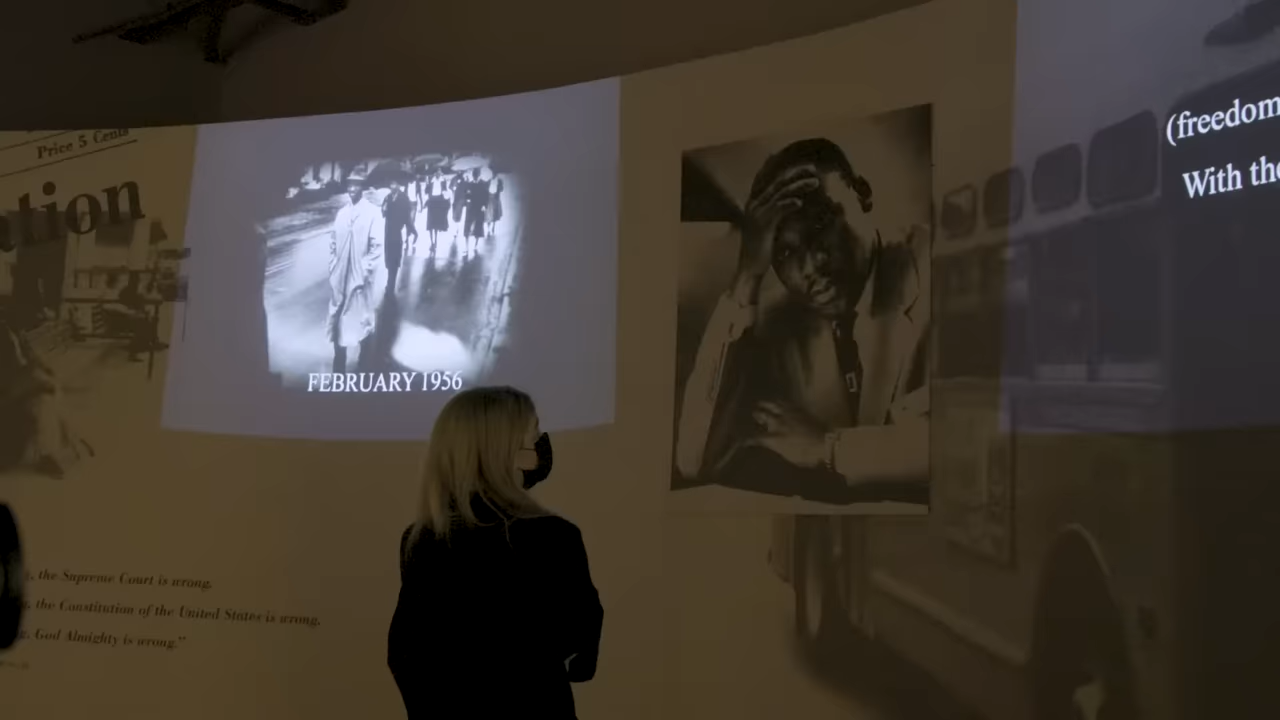 Price 5 Cents
ation
FEBRUARY 1956
(freedom
With the
the Supreme Court is wrong.
the Constitution of the United States is wrong.
God Almighty is wrong."